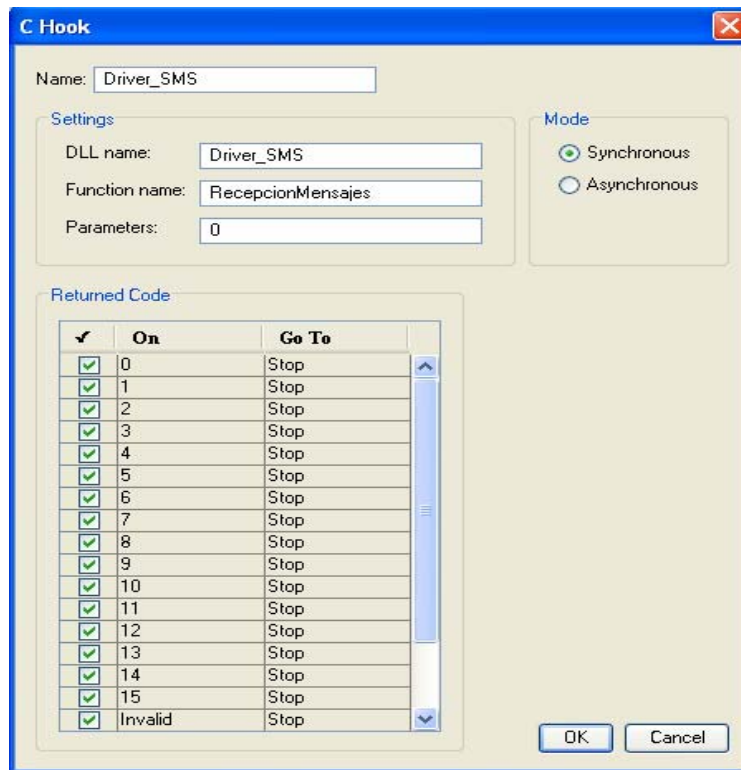 C Hook
Name: Driver_SMS
Settings
DLL name: Driver_SMS
Function name: RecepcionMensajes
Parameters: 0
Mode
Synchronous
Asynchronous
Returned Code
On Go To
0 Stop
1 Stop
2 Stop
3 Stop
4 Stop
5 Stop
6 Stop
7 Stop
8 Stop
9 Stop
10 Stop
11 Stop
12 Stop
13 Stop
14 Stop
15 Stop
Invalid Stop
OK Cancel